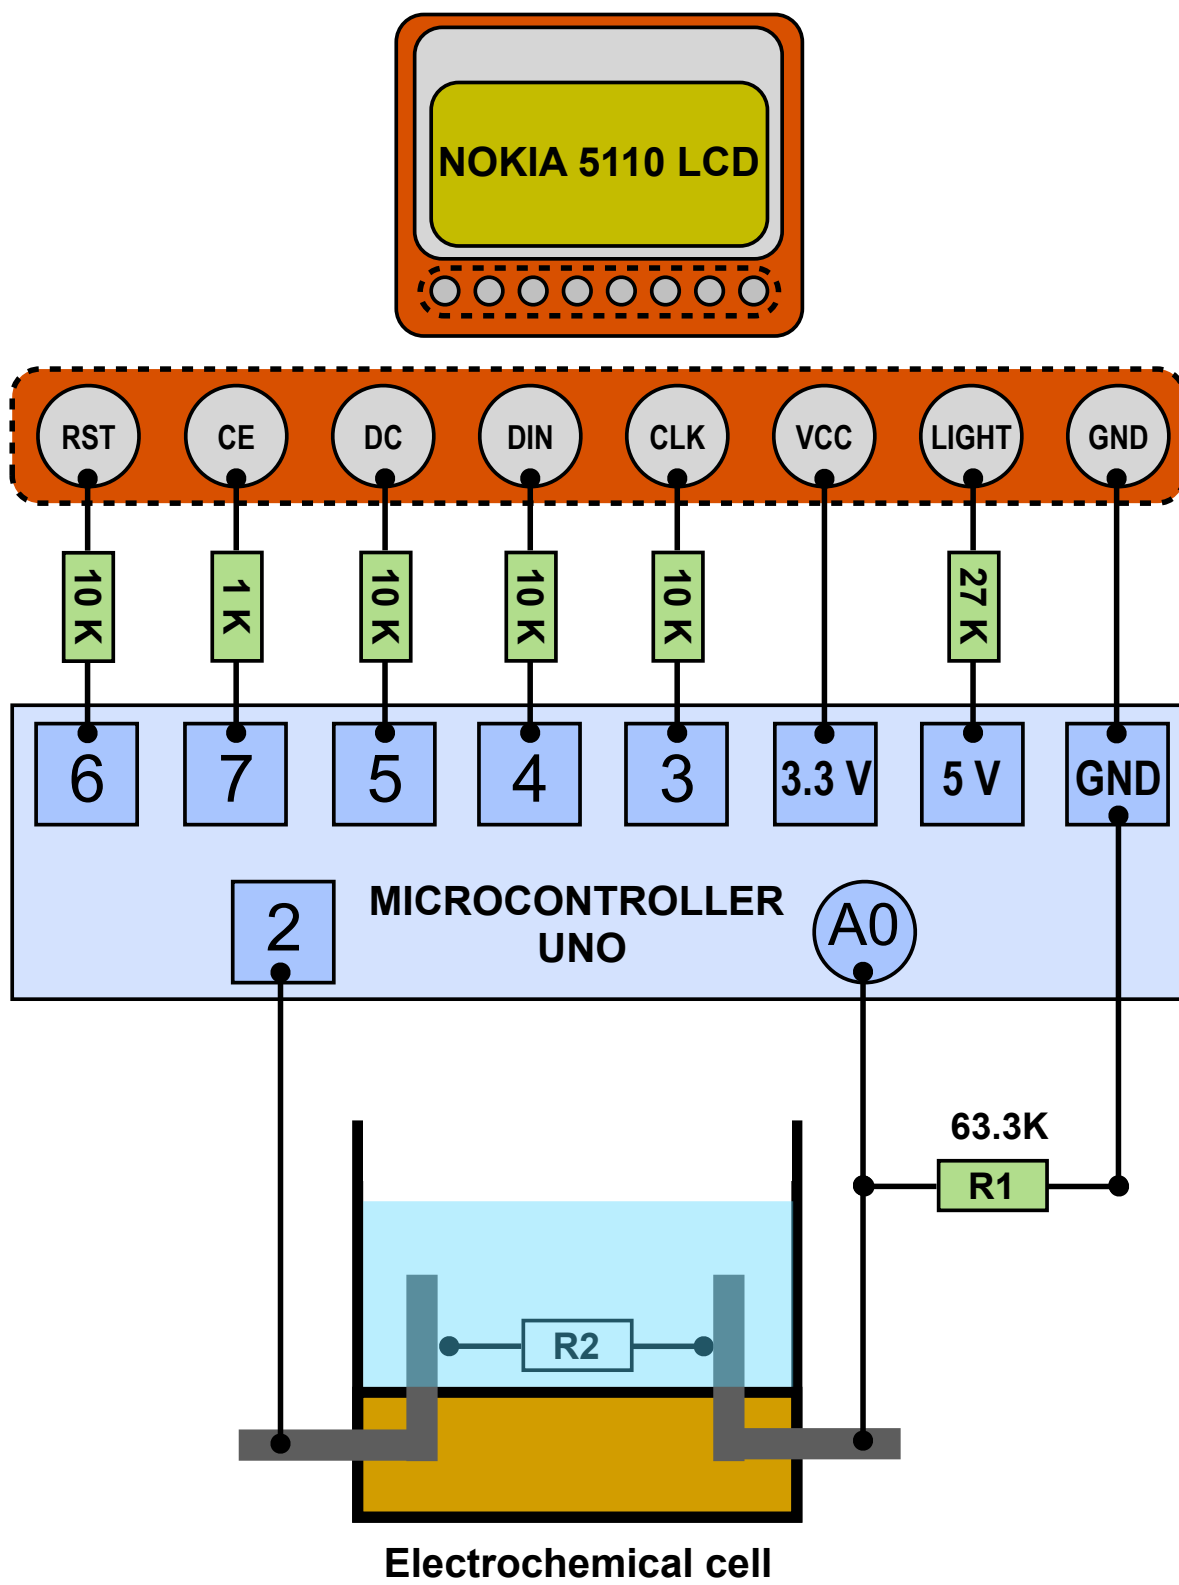 NOKIA 5110 LCD
RST CE DC DIN CLK VCC LIGHT GND
10 K 1 K 10 K 10 K 10 K 27 K
6 7 5 4 3 3.3 V 5 V GND
2 MICROCONTROLLER A0
UNO
63.3K
R1
R2
Electrochemical cell